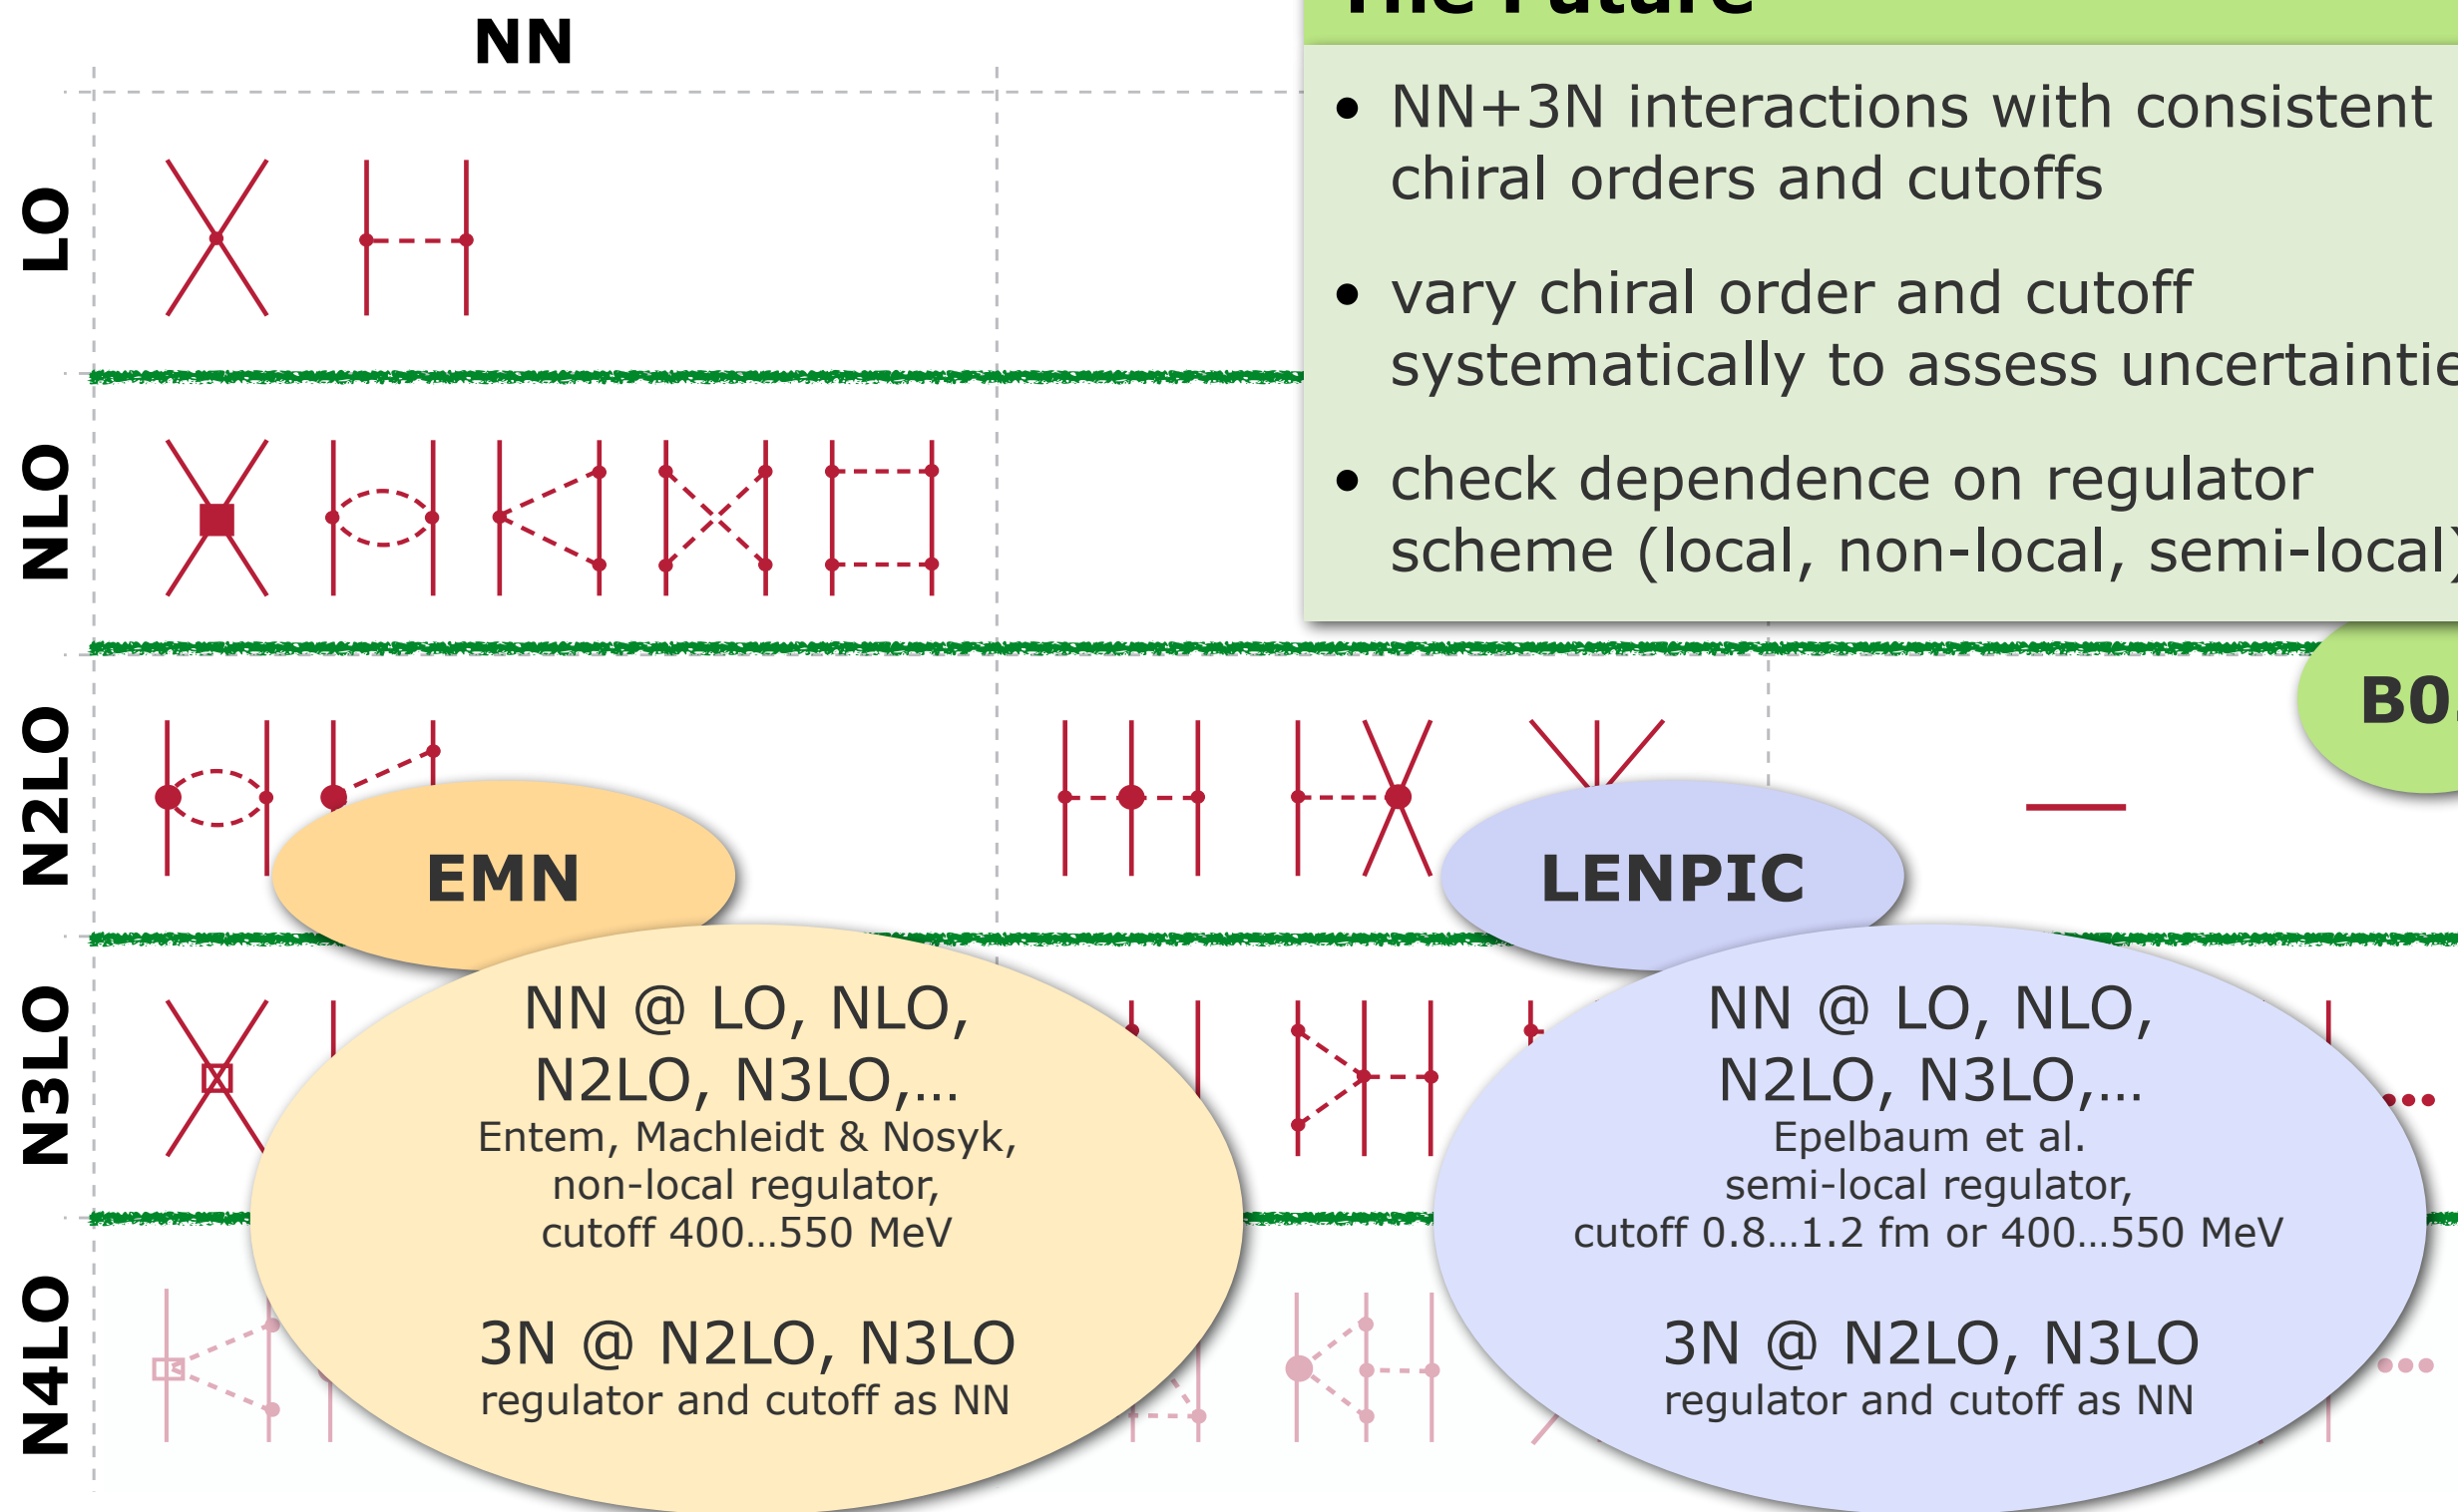 NN
The Future
• NN+3N interactions with consistent
chiral orders and cutoffs
• vary chiral order and cutoff
systematically to assess
• check dependence on regulator
scheme (local, non-local, semi-local)
LO
NLO
N2LO
N3LO
N4LO
EMN
NN @ LO, NLO,
N2LO, N3LO,...
Entem, Machleidt & Nosyk,
non-local regulator,
cutoff 400...550 MeV
3N @ N2LO, N3LO
regulator and cutoff as NN
LENPIC
NN @ LO, NLO,
N2LO, N3LO,...
Epelbaum et al.
semi-local regulator,
cutoff 0.8...1.2 fm or 400...550 MeV
3N @ N2LO, N3LO
regulator and cutoff as NN